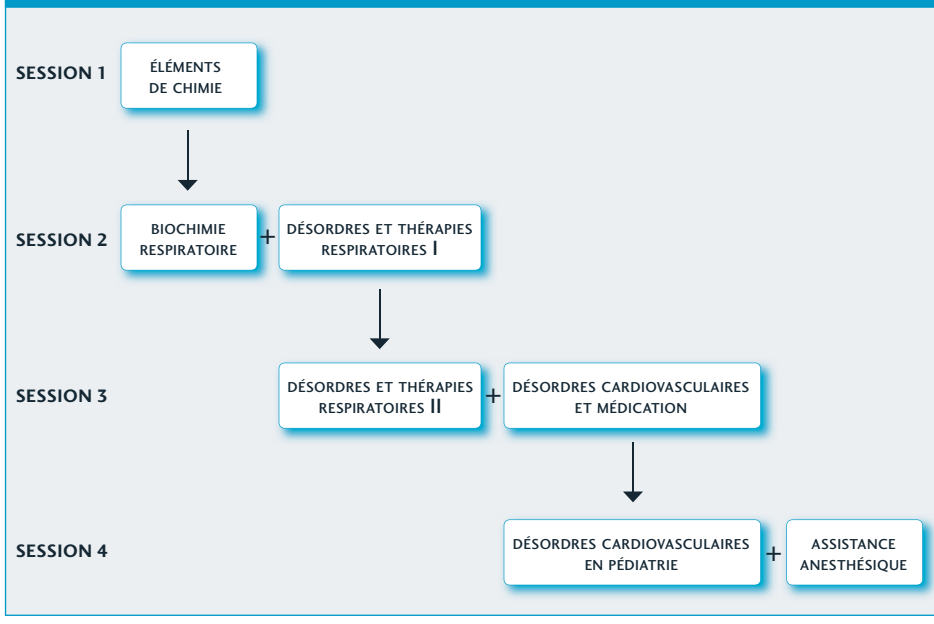 SESSION 1
ÉLÉMENTS
DE CHIMIE
SESSION 2
BIOCHIMIE
RESPIRATOIRE
+
DÉSORDRES ET THÉRAPIES
RESPIRATOIRES I
SESSION 3
DÉSORDRES ET THÉRAPIES
RESPIRATOIRES II
+
DÉSORDRES CARDIOVASCULAIRES
ET MÉDICATION
SESSION 4
DÉSORDRES CARDIOVASCULAIRES
EN PÉDIATRIE
+
ASSISTANCE
ANESTHÉSIQUE